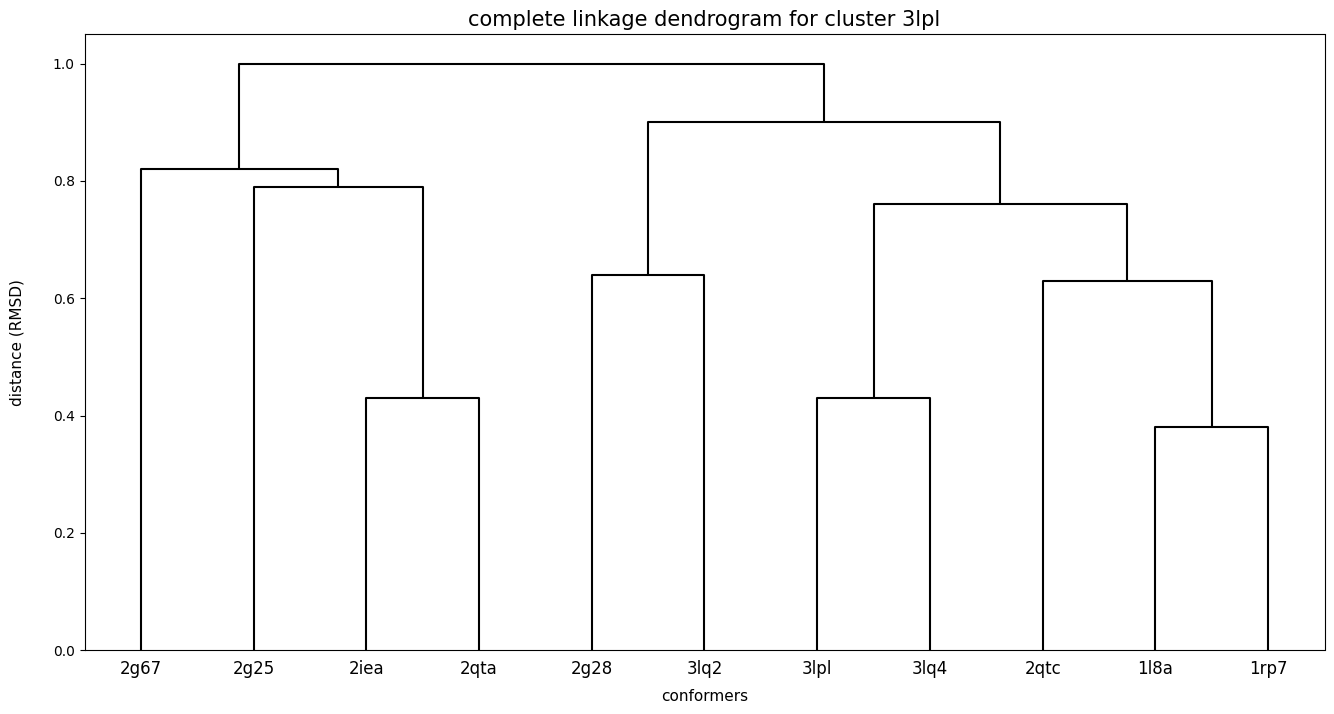 complete linkage dendrogram for cluster 3lpl
1.0
0.8
0.6
0.4
0.2
0.0
distance (RMSD)
2g67 2g25 2iea 2qta 2g28 3lq2 3lpl 3lq4 2qtc 1l8a 1rp7
conformers